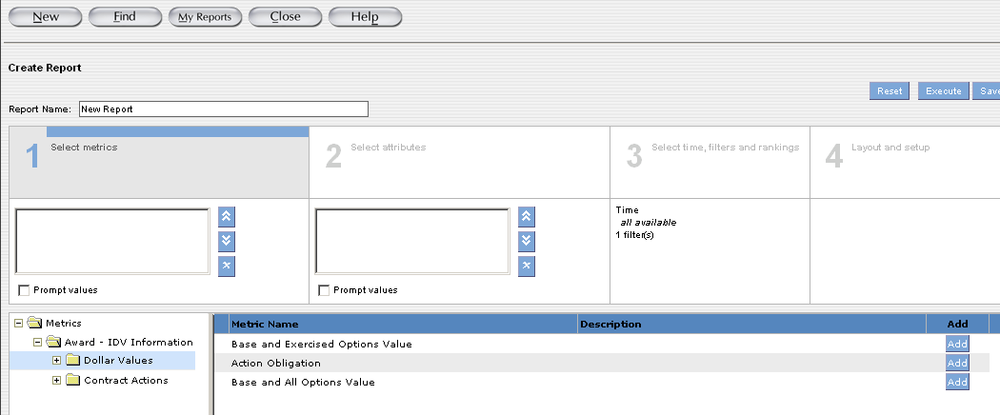 New Find My Reports Close Help
Create Report
Reset Execute Save
Report Name: New Report
1 Select metrics 2 Select attributes 3 Select time, filters and rankings 4 Layout and setup
Time
all available
1 filter(s)
Prompt values Prompt values
Metrics
Award - IDV Information
Dollar Values
Contract Actions
Metric Name Description Add
Base and Exercised Options Value Add
Action Obligation Add
Base and All Options Value Add